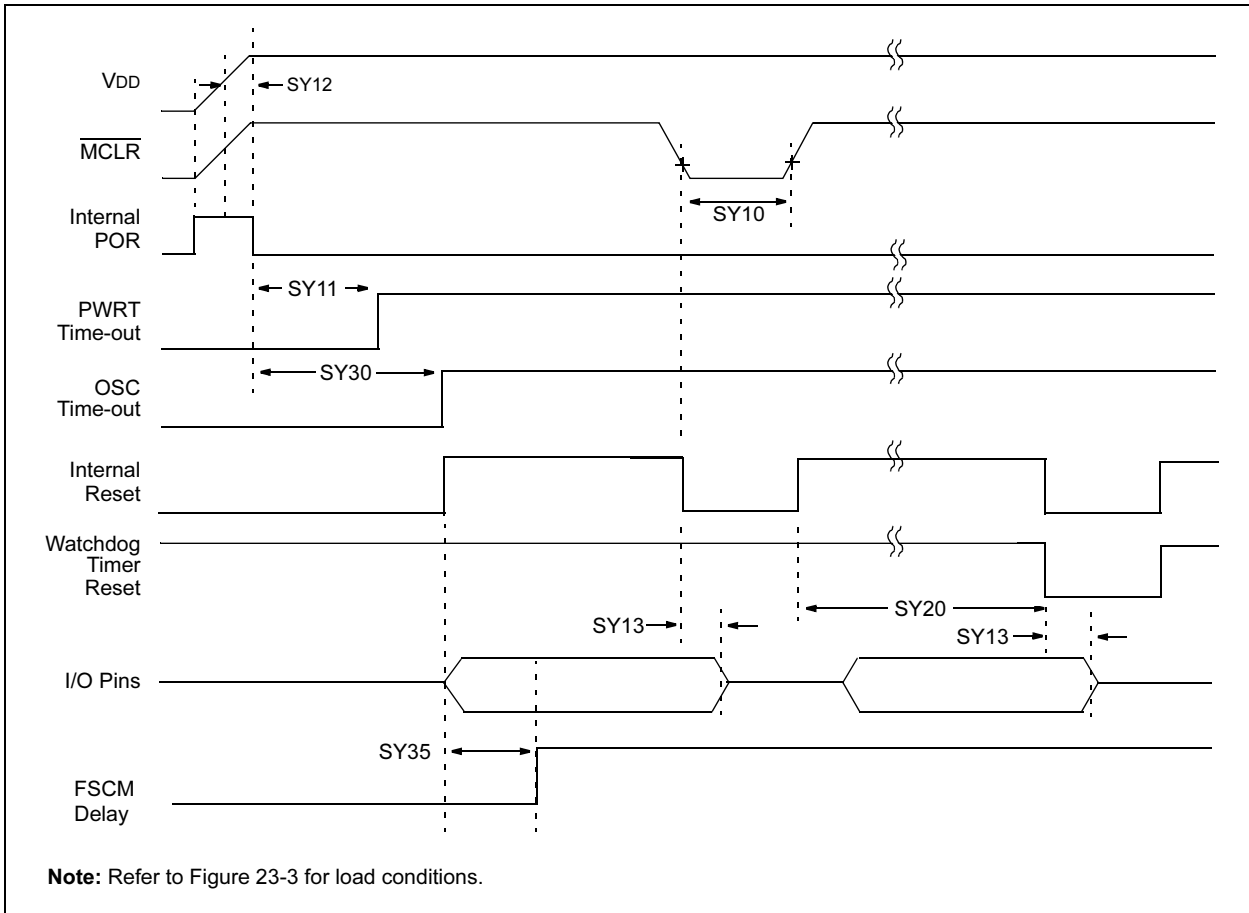 VDD
SY12
MCLR
SY10
Internal
POR
SY11
PWRT
Time-out
SY30
OSC
Time-out
Internal
Reset
Watchdog
Timer
Reset
SY20
SY13
SY13
I/O Pins
SY35
FSCM
Delay
Note: Refer to Figure 23-3 for load conditions.